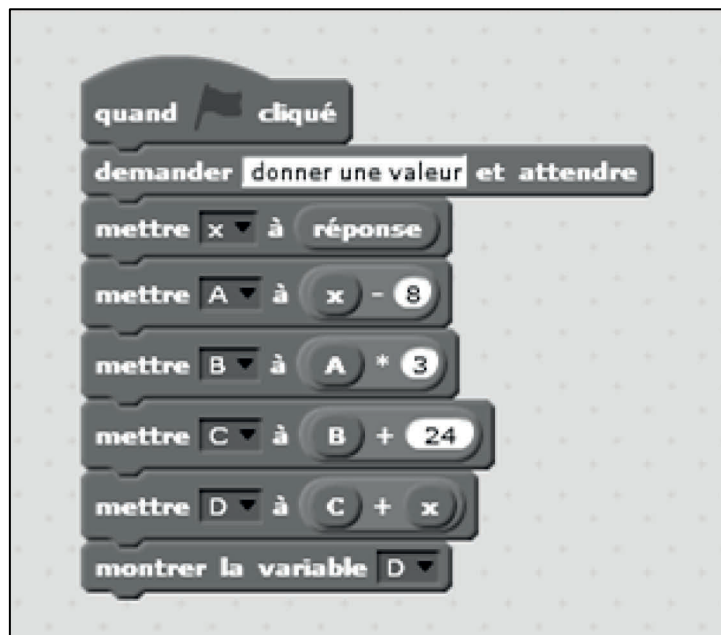 quand cliqué
demander donner une valeur et attendre
mettre x à réponse
mettre A à x - 8
mettre B à A * 3
mettre C à B + 24
mettre D à C + x
montrer la variable D